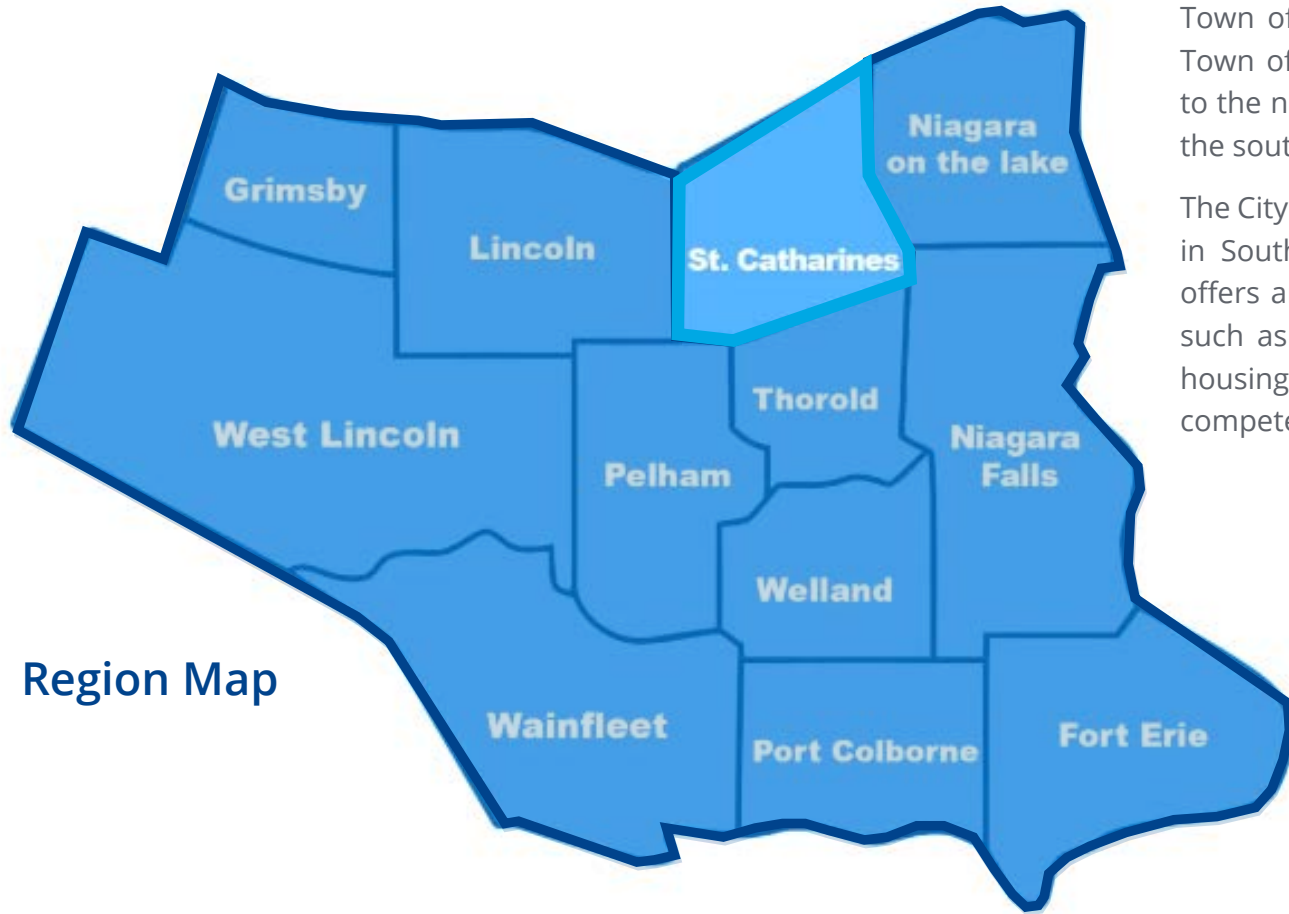 Town of
Town of
to the n
the sout
The City
in South
offers a
such as
housing
compete
Niagara
on the lake
Grimsby
Lincoln
St. Catharines
Thorold
West Lincoln
Niagara
Falls
Pelham
Welland
Region Map
Wainfleet
Port Colborne
Fort Erie